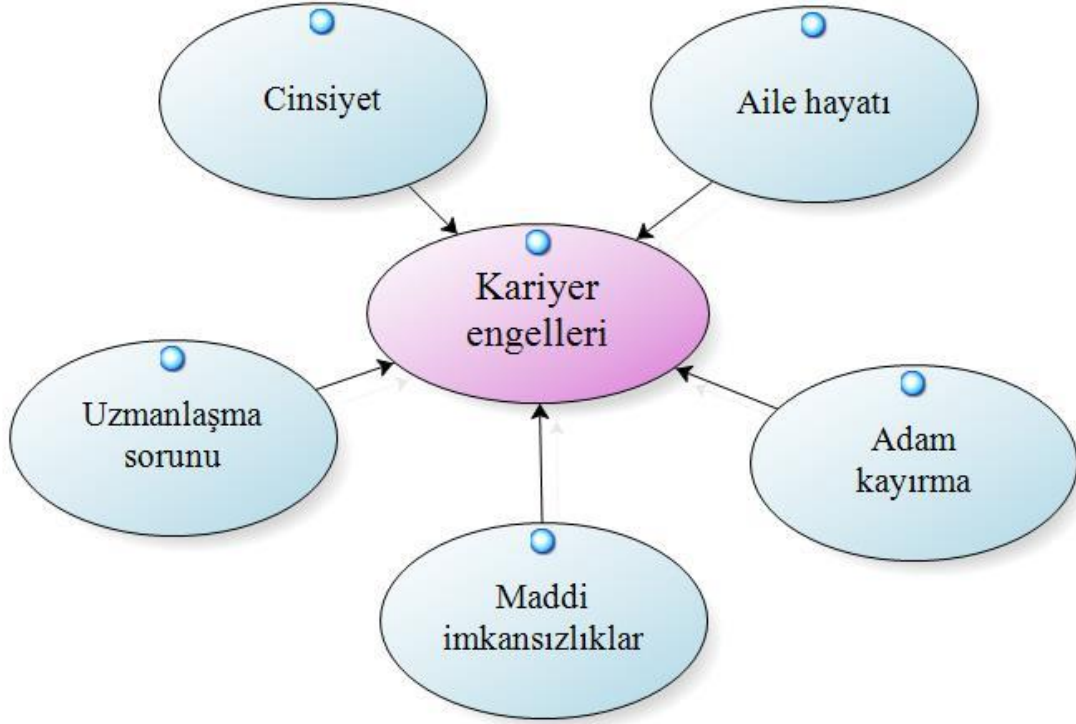 Cinsiyet
Aile hayatı
Kariyer
engelleri
Uzmanlaşma
sorunu
Adam
kayırma
Maddi
imkansızlıklar